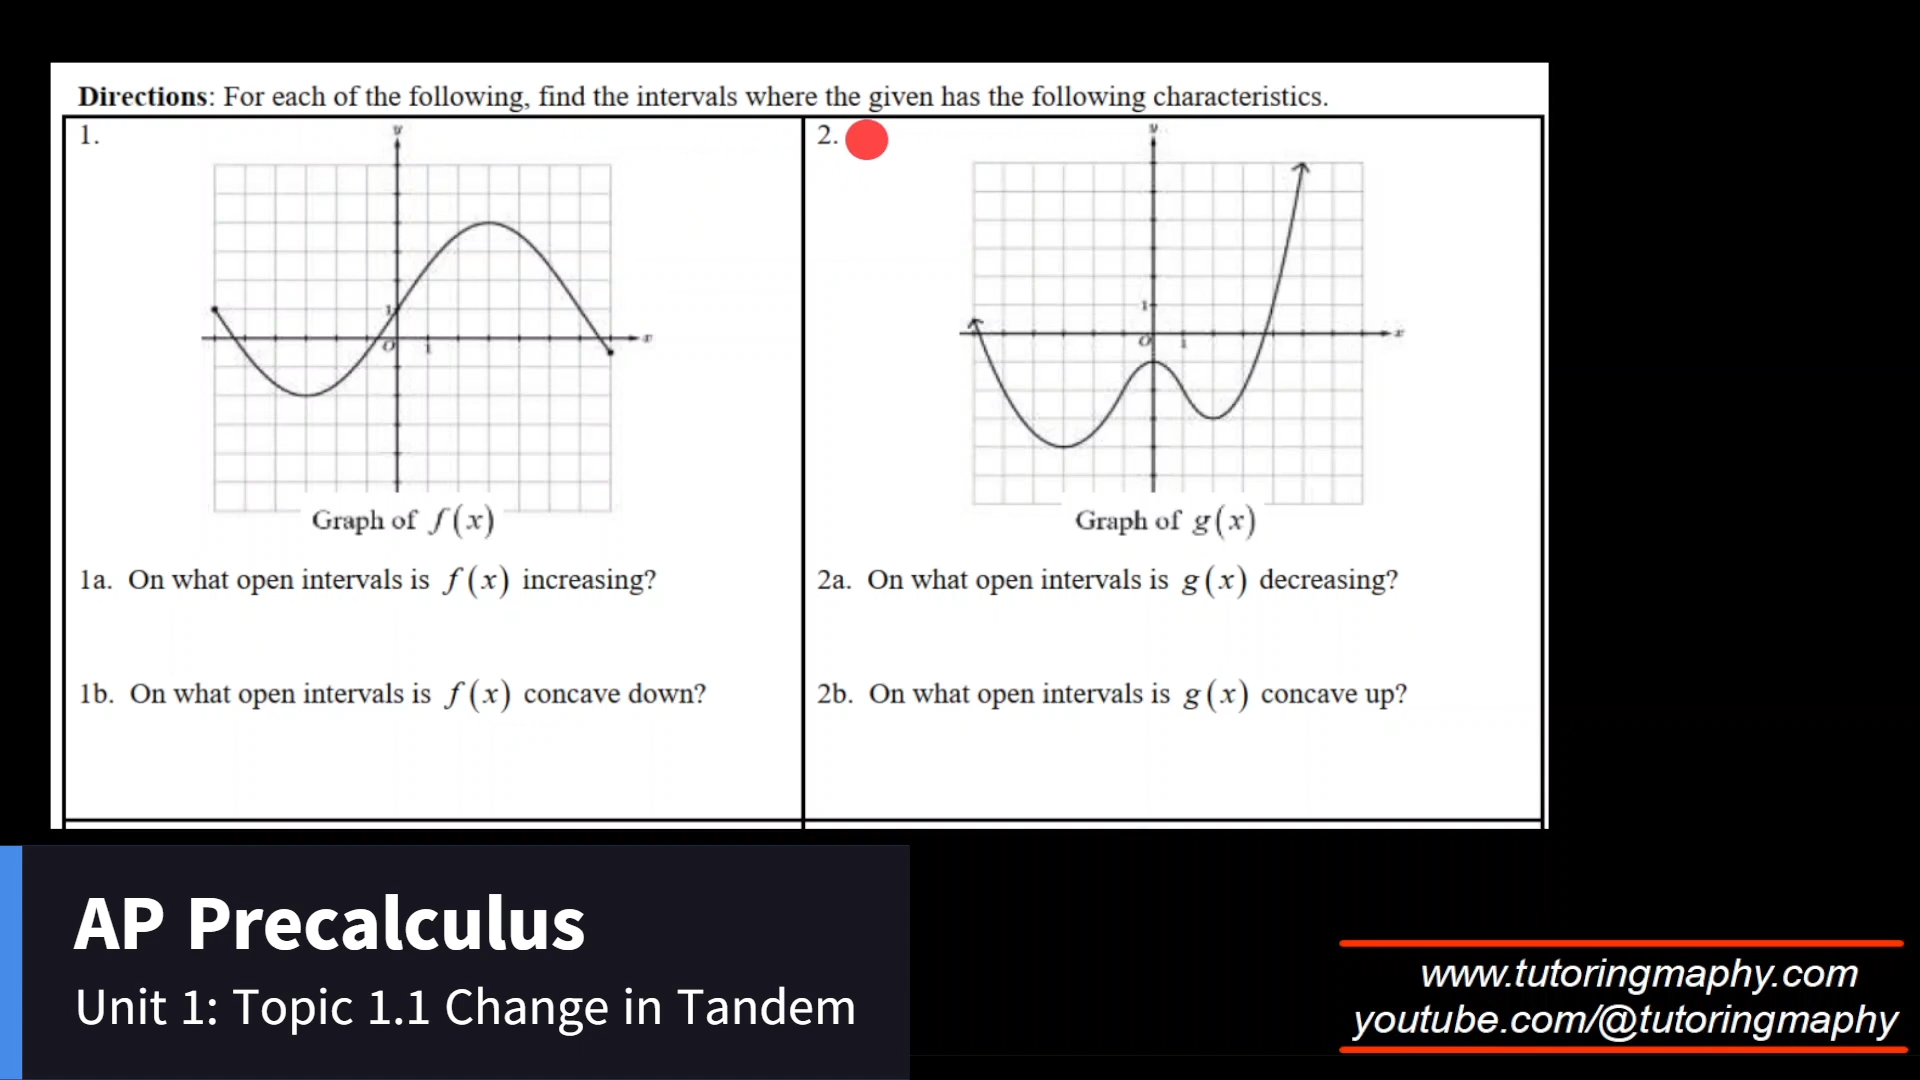 Directions: For each of the following, find the intervals where the given has the following characteristics.
1.
y
1
O
1
x
Graph of f(x)
1a. On what open intervals is f(x) increasing?
1b. On what open intervals is f(x) concave down?
2.
y
1
O
1
x
Graph of g(x)
2a. On what open intervals is g(x) decreasing?
2b. On what open intervals is g(x) concave up?
AP Precalculus
Unit 1: Topic 1.1 Change in Tandem
www.tutoringmaphy.com
youtube.com/@tutoringmaphy